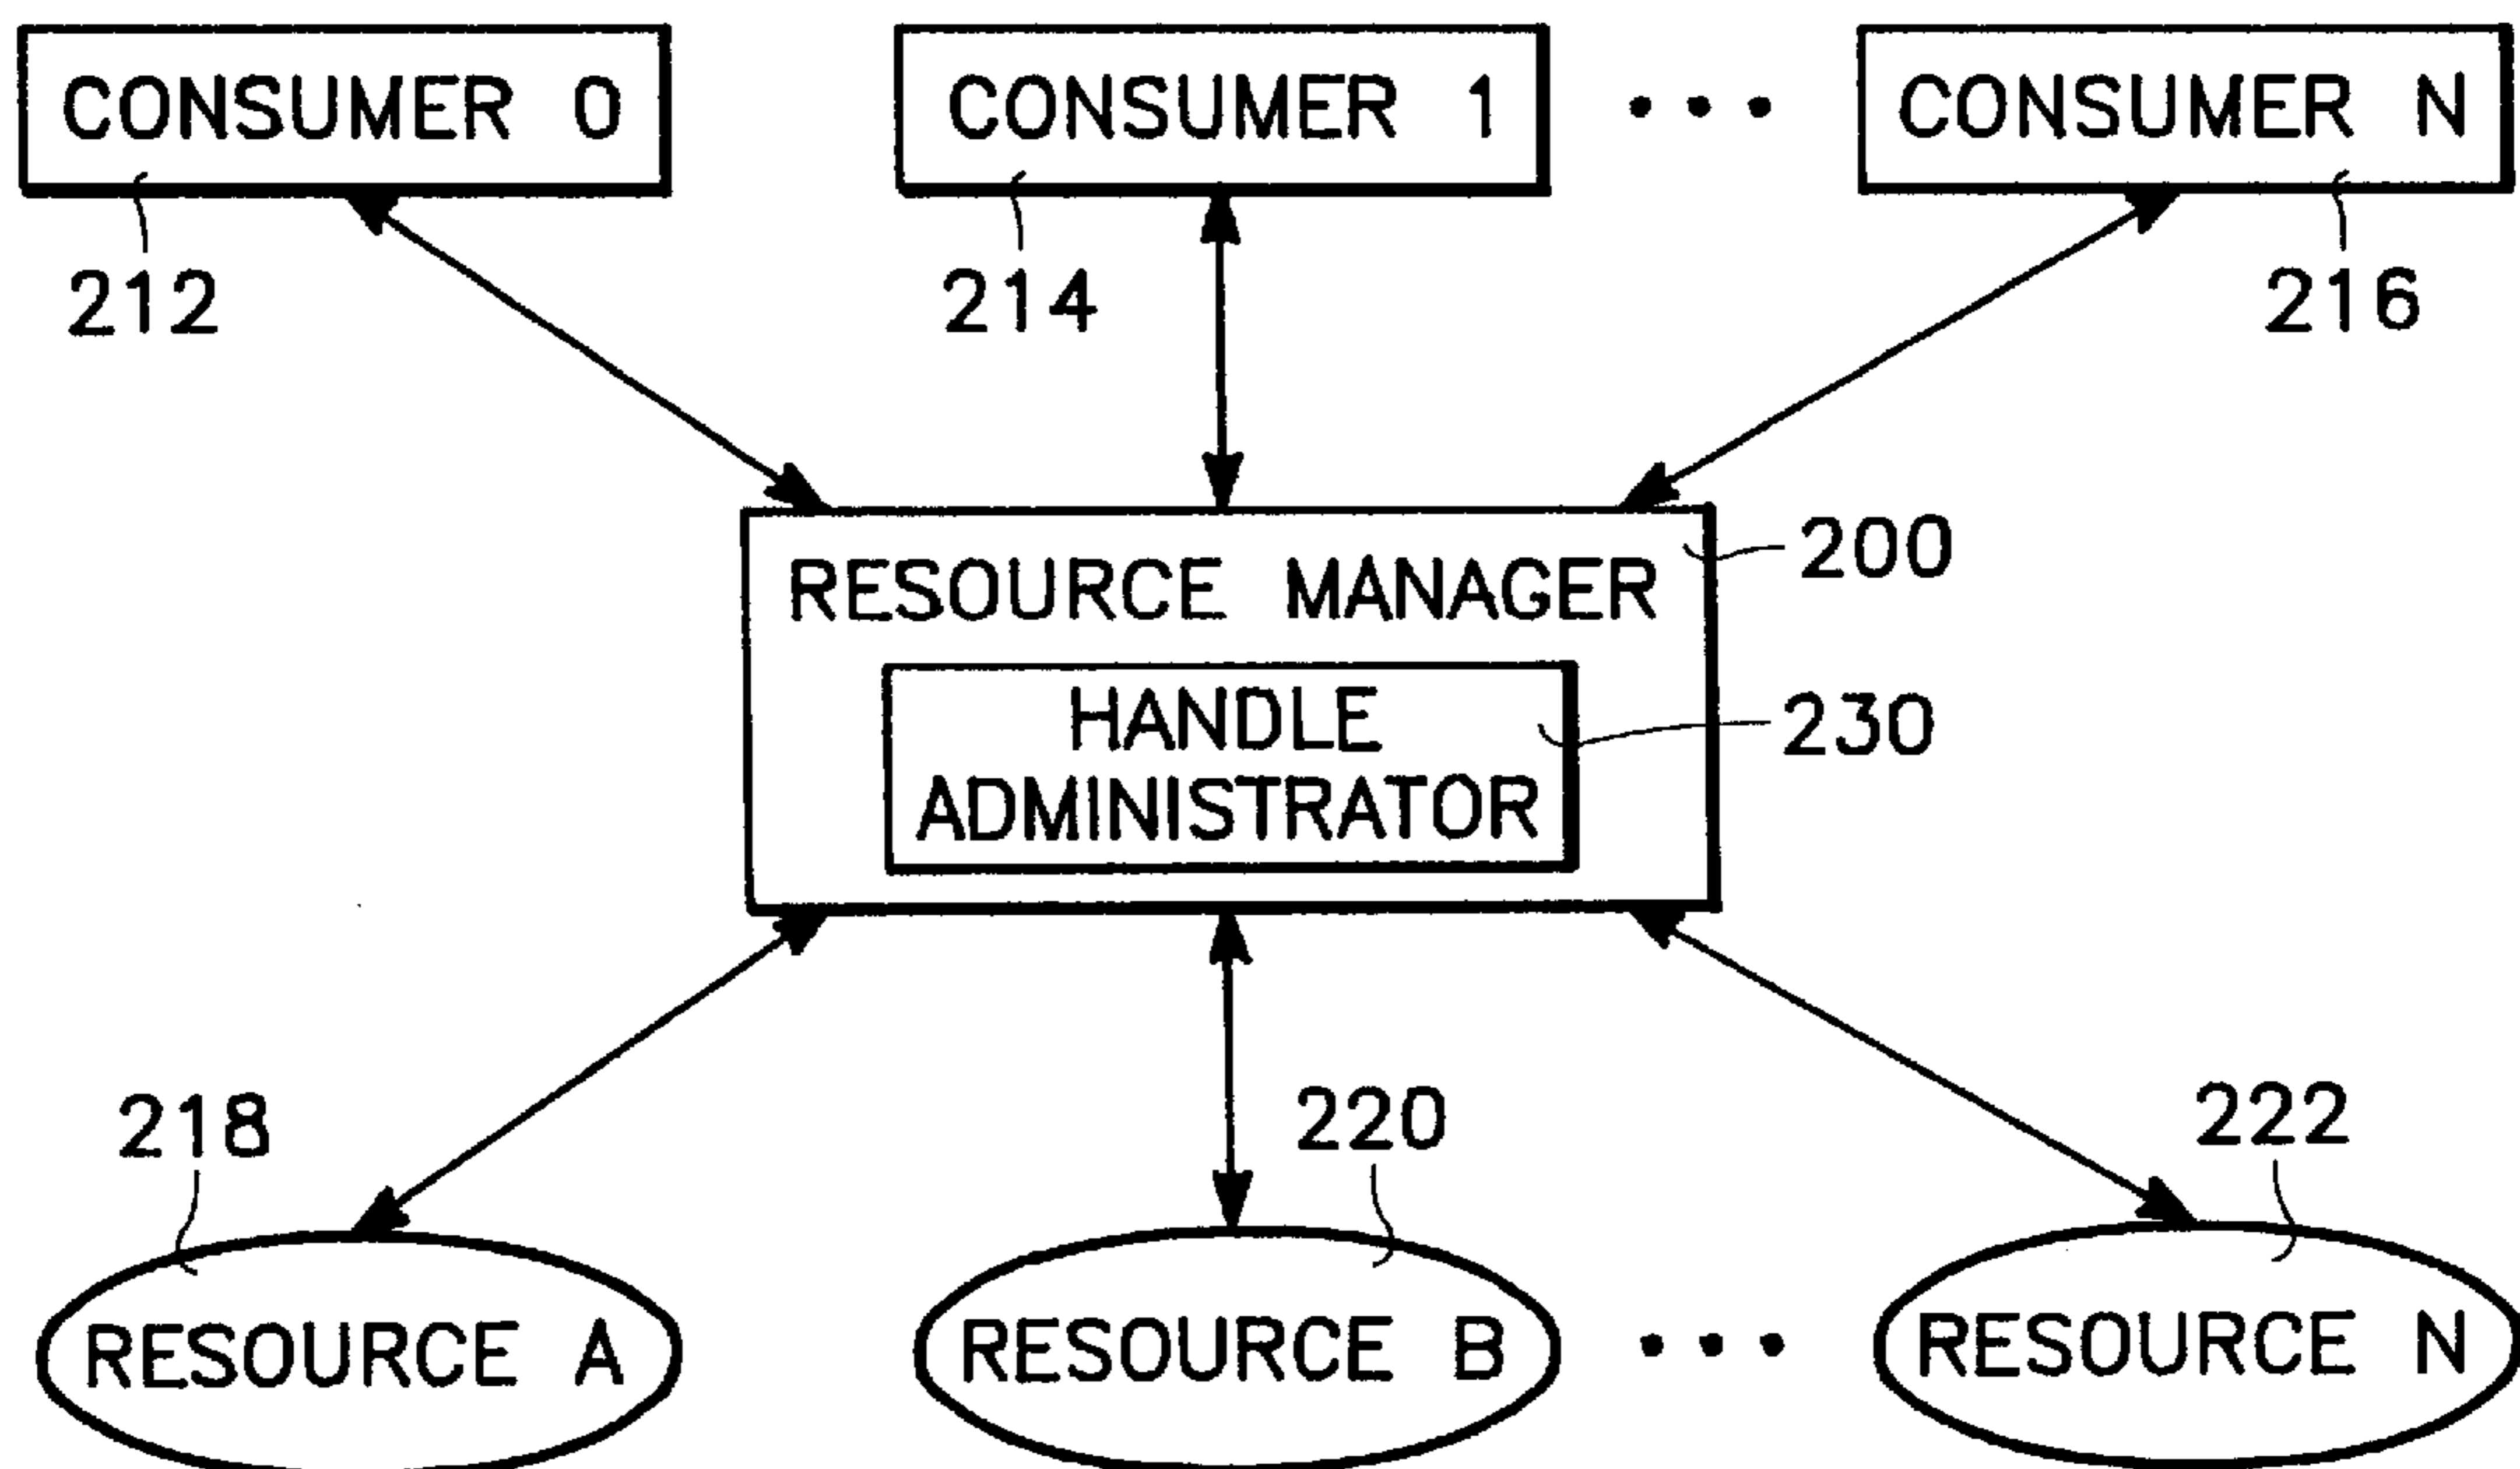 CONSUMER 0
CONSUMER 1
• • •
CONSUMER N
212
214
216
RESOURCE MANAGER
200
HANDLE
ADMINISTRATOR
230
218
220
222
RESOURCE A
RESOURCE B
• • •
RESOURCE N